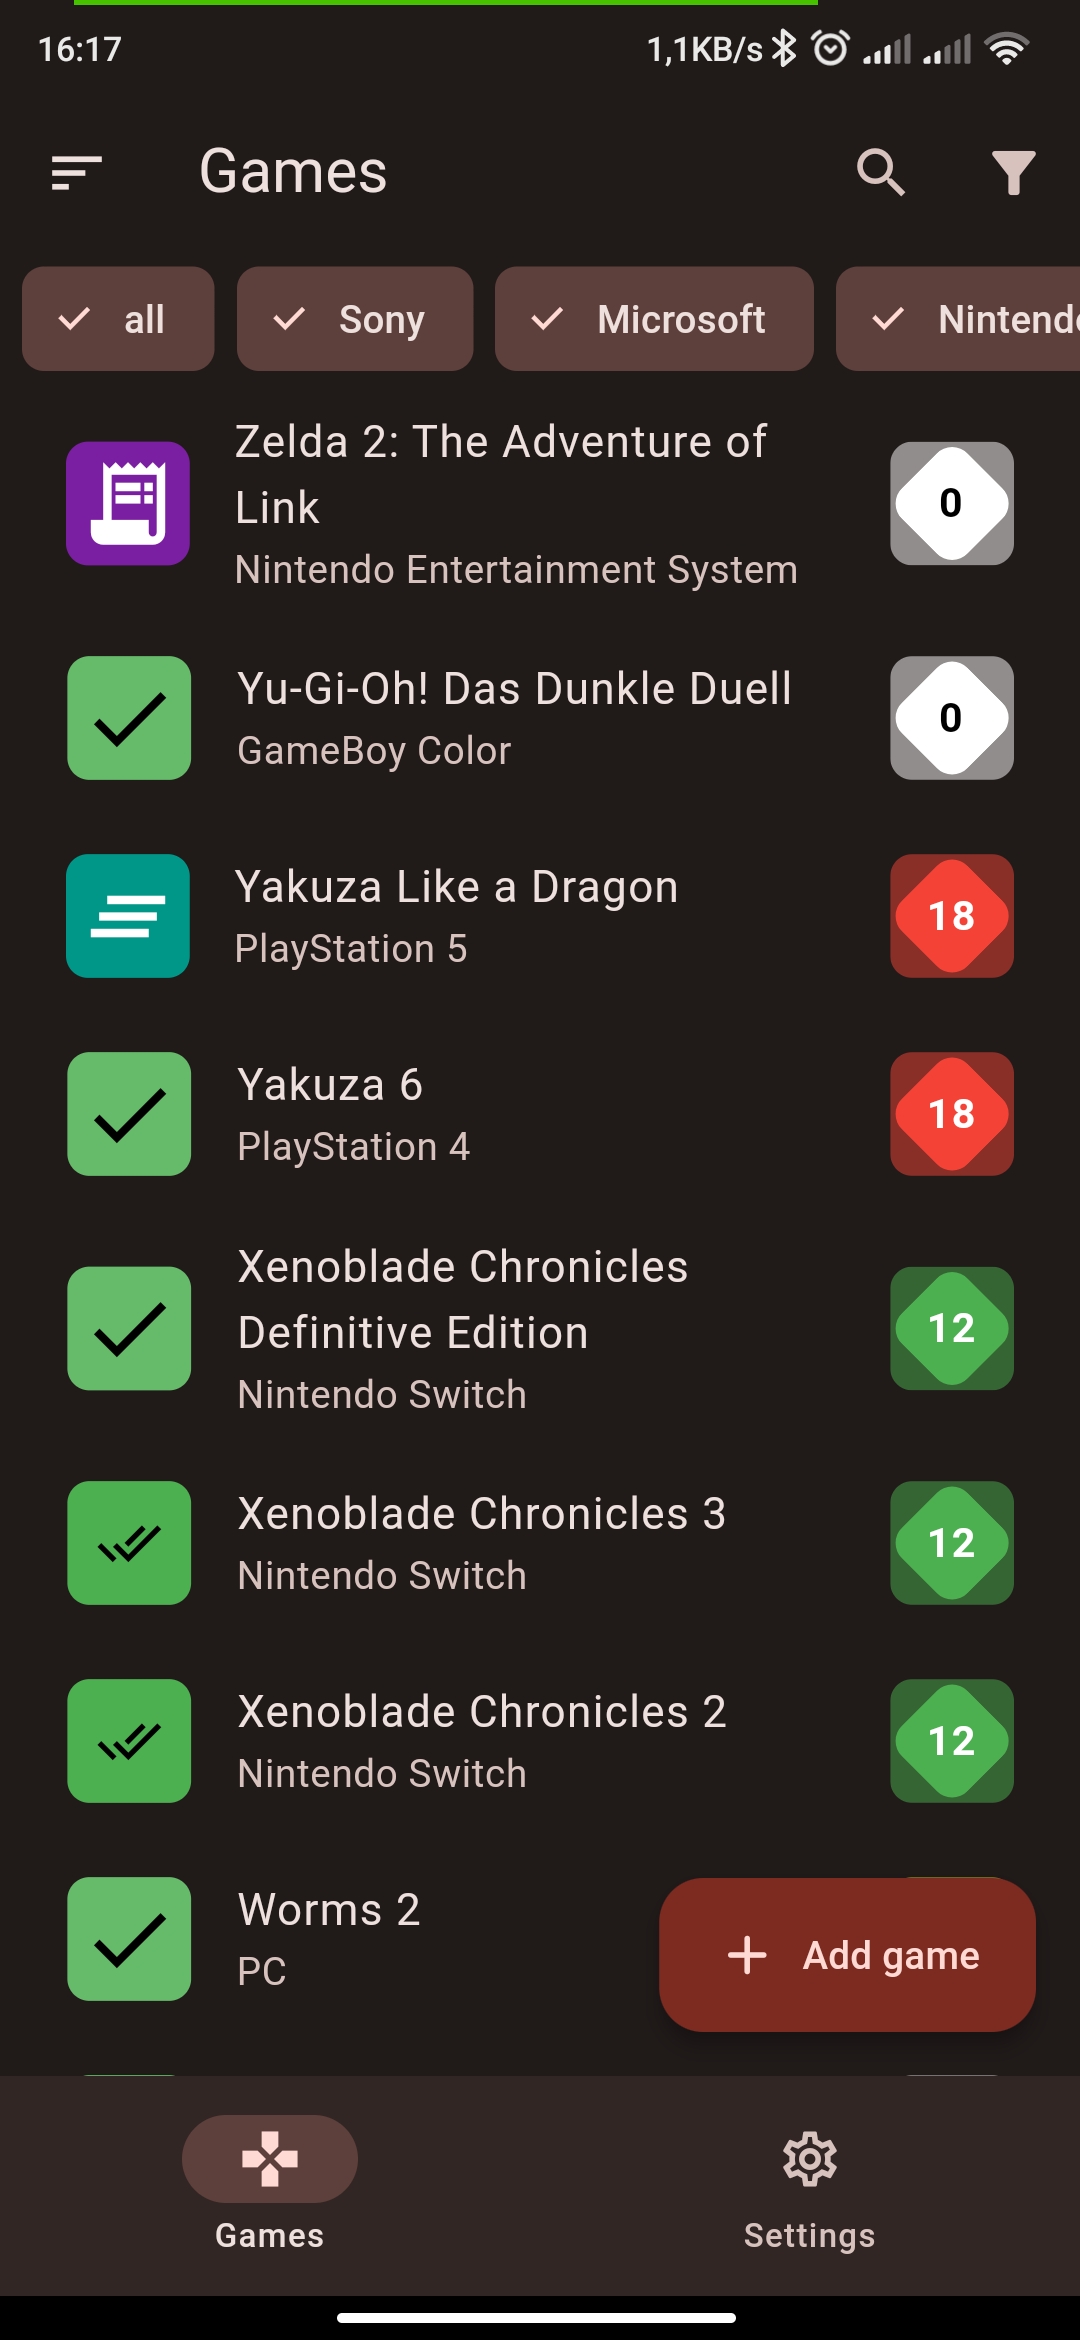 16:17
1,1KB/s
Games
all
Sony
Microsoft
Nintendo
Zelda 2: The Adventure of
Link
Nintendo Entertainment System
0
Yu-Gi-Oh! Das Dunkle Duell
GameBoy Color
0
Yakuza Like a Dragon
PlayStation 5
18
Yakuza 6
PlayStation 4
18
Xenoblade Chronicles
Definitive Edition
Nintendo Switch
12
Xenoblade Chronicles 3
Nintendo Switch
12
Xenoblade Chronicles 2
Nintendo Switch
12
Worms 2
PC
Add game
Games
Settings